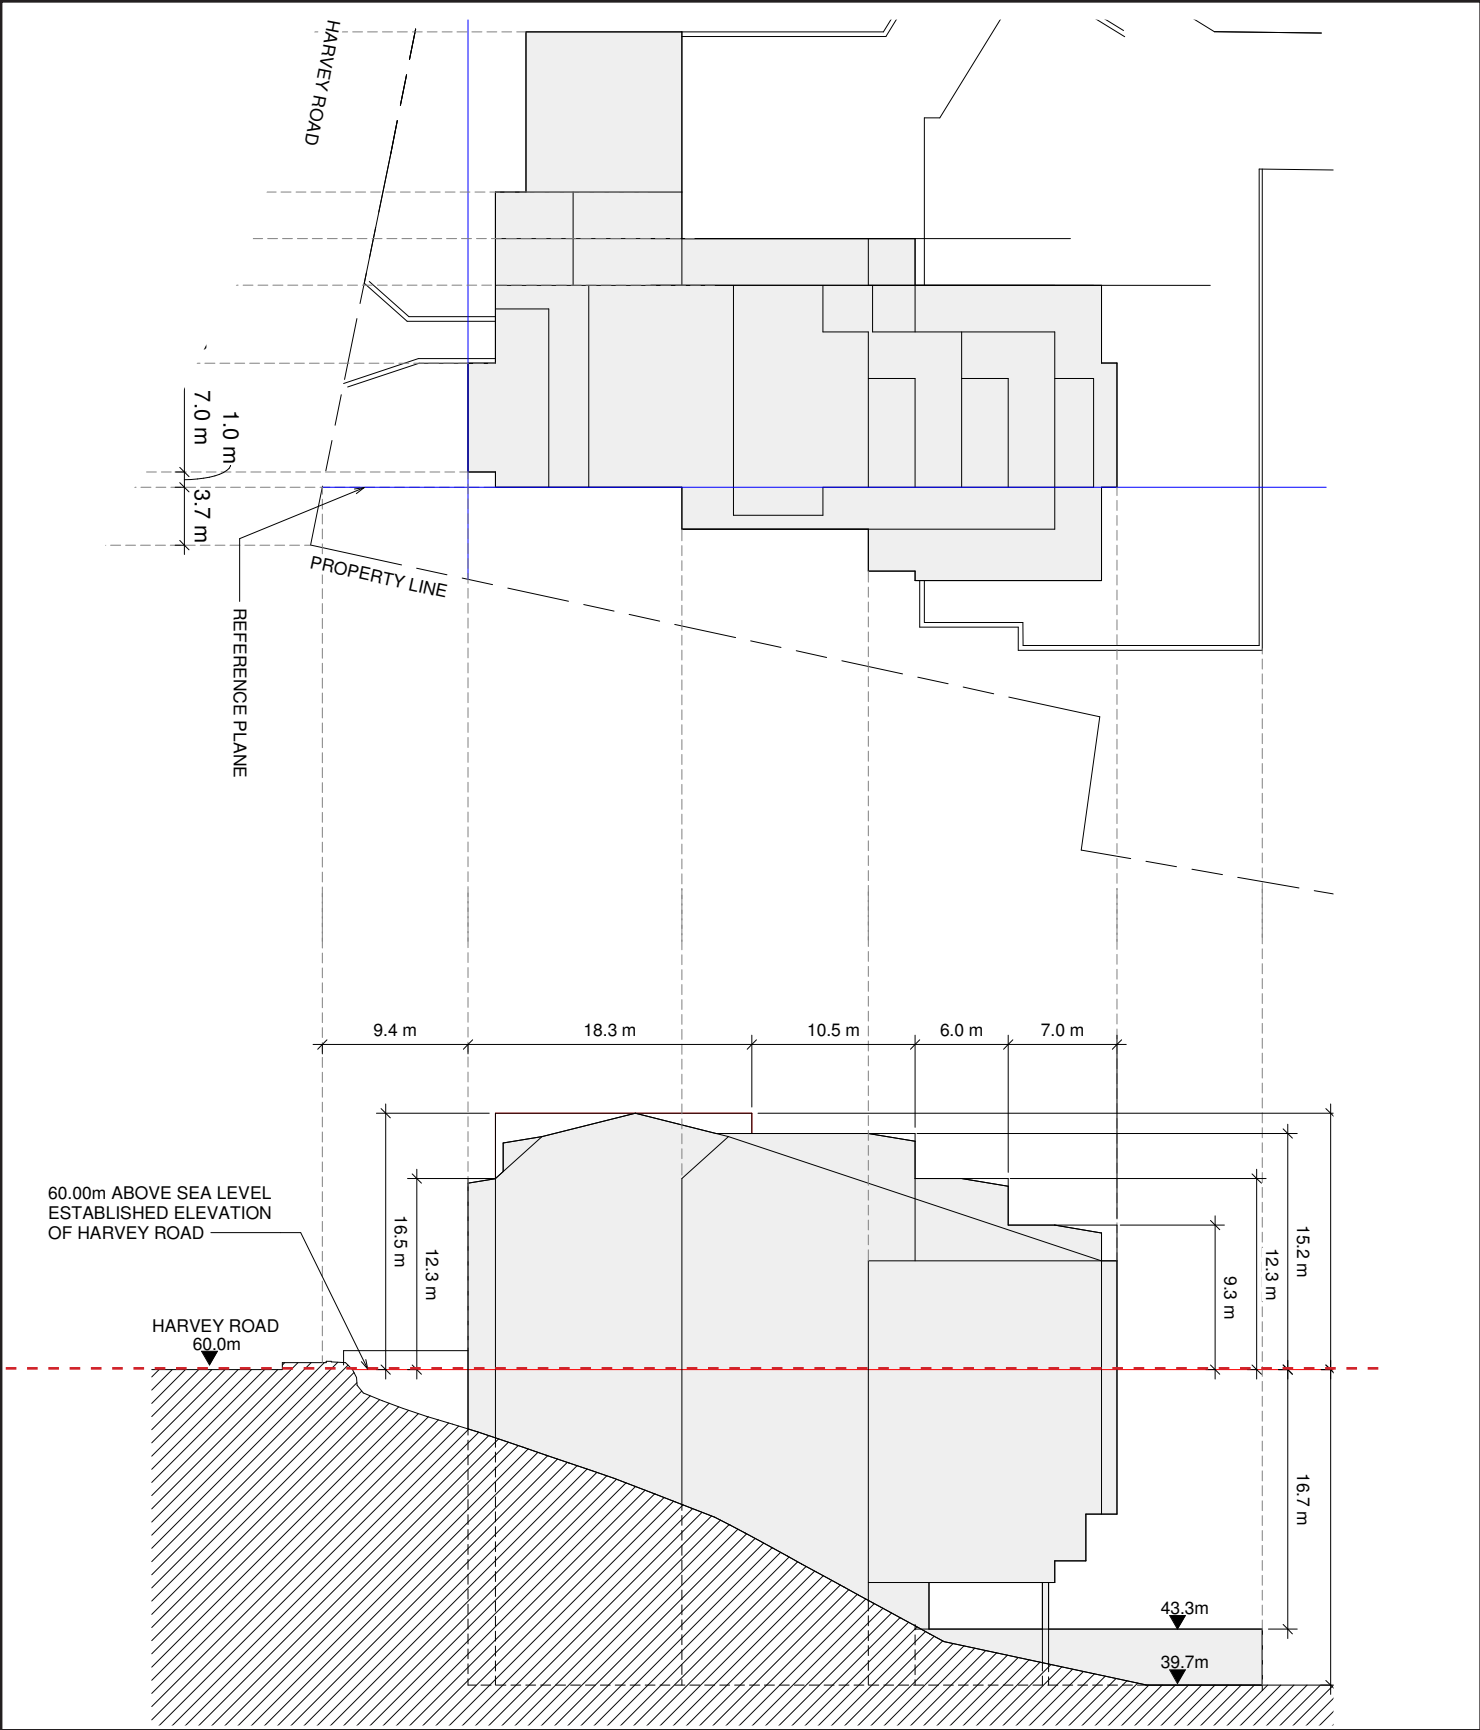 HARVEY ROAD
7.0 m
1.0 m
3.7 m
PROPERTY LINE
REFERENCE PLANE
9.4 m
18.3 m
10.5 m
6.0 m
7.0 m
60.00m ABOVE SEA LEVEL
ESTABLISHED ELEVATION
OF HARVEY ROAD
16.5 m
12.3 m
9.3 m
12.3 m
15.2 m
HARVEY ROAD
60.0m
16.7 m
43.3m
39.7m